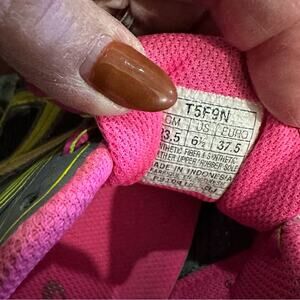 T5F9N
CM US EURO
23.5 6½ 37.5
SYNTHETIC FIBER & SYNTHETIC
LEATHER UPPER/RUBBER SOLE
MADE IN INDONESIA